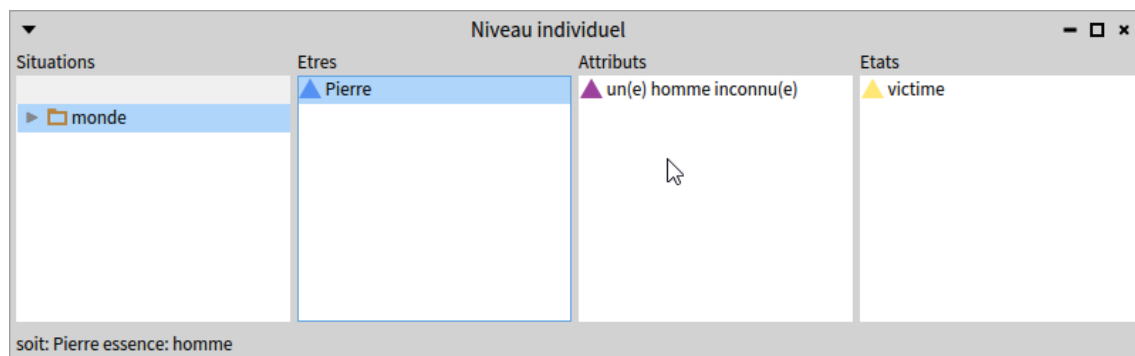 Niveau individuel
Situations Etres Attributs Etats
Pierre un(e) homme inconnu(e) victime
monde
soit: Pierre essence: homme